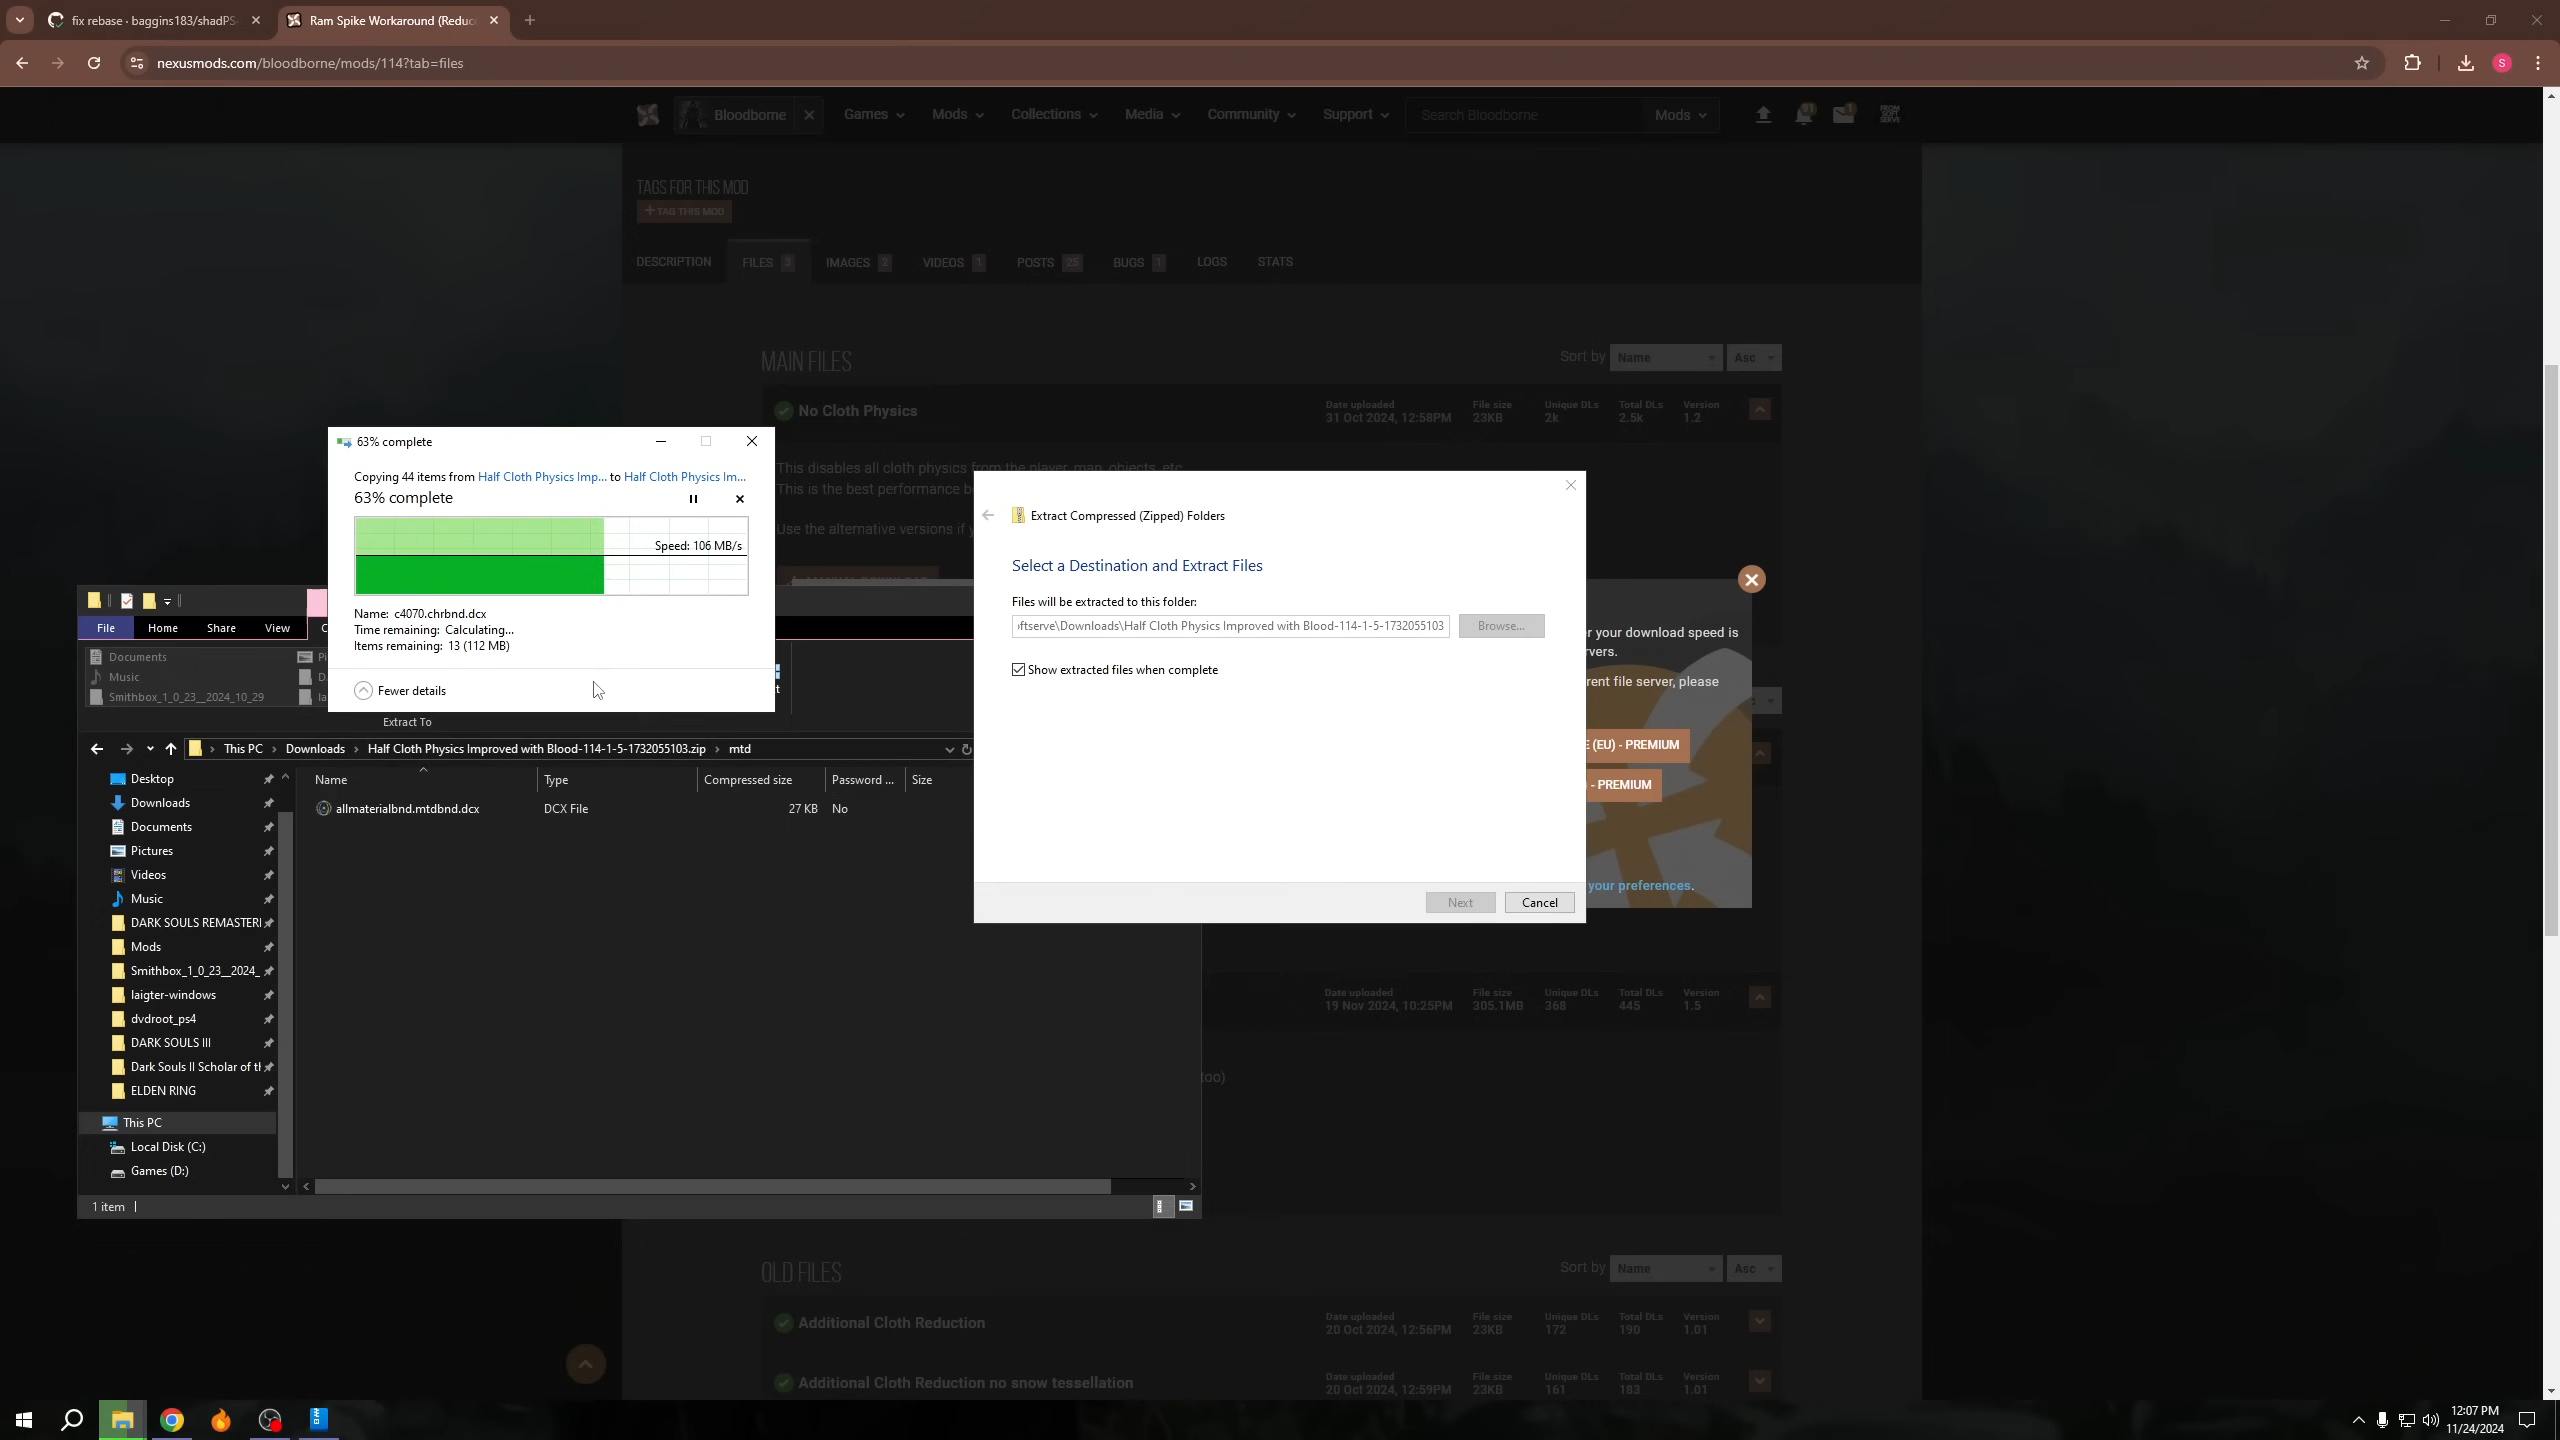 fix rebase · baggins183/shadPS
Ram Spike Workaround (Reduc
nexusmods.com/bloodborne/mods/114?tab=files
S
Bloodborne
Games
Mods
Collections
Media
Community
Support
Search Bloodborne
Mods
TAGS FOR THIS MOD
+ TAG THIS MOD
DESCRIPTION
FILES 3
IMAGES 2
VIDEOS 1
POSTS 25
BUGS 1
LOGS
STATS
MAIN FILES
Sort by Name Asc
No Cloth Physics
Date uploaded
31 Oct 2024, 12:58PM
File size
23KB
Unique DLs
2k
Total DLs
2.5k
Version
1.2
This disables all cloth physics from the player, map, objects, etc
This is the best performance b
Use the alternative versions if y
63% complete
Copying 44 items from Half Cloth Physics Imp... to Half Cloth Physics Im...
63% complete
Speed: 106 MB/s
Name: c4070.chrbnd.dcx
Time remaining: Calculating...
Items remaining: 13 (112 MB)
Fewer details
Extract Compressed (Zipped) Folders
Select a Destination and Extract Files
Files will be extracted to this folder:
ftserve\Downloads\Half Cloth Physics Improved with Blood-114-1-5-1732055103
Browse...
Show extracted files when complete
Next
Cancel
r your download speed is
rvers.
rent file server, please
E (EU) - PREMIUM
- PREMIUM
your preferences.
File
Home
Share
View
Documents
Music
Smithbox_1_0_23__2024_10_29
Extract To
This PC
Downloads
Half Cloth Physics Improved with Blood-114-1-5-1732055103.zip
mtd
Name
Type
Compressed size
Password ...
Size
allmaterialbnd.mtdbnd.dcx
DCX File
27 KB
No
Desktop
Downloads
Documents
Pictures
Videos
Music
DARK SOULS REMASTERI
Mods
Smithbox_1_0_23__2024_
laigter-windows
dvdroot_ps4
DARK SOULS III
Dark Souls II Scholar of tl
ELDEN RING
This PC
Local Disk (C:)
Games (D:)
1 item
Date uploaded
19 Nov 2024, 10:25PM
File size
305.1MB
Unique DLs
368
Total DLs
445
Version
1.5
too)
OLD FILES
Sort by Name Asc
Additional Cloth Reduction
Date uploaded
20 Oct 2024, 12:56PM
File size
23KB
Unique DLs
172
Total DLs
190
Version
1.01
Additional Cloth Reduction no snow tessellation
Date uploaded
20 Oct 2024, 12:59PM
File size
23KB
Unique DLs
161
Total DLs
183
Version
1.01
12:07 PM
11/24/2024